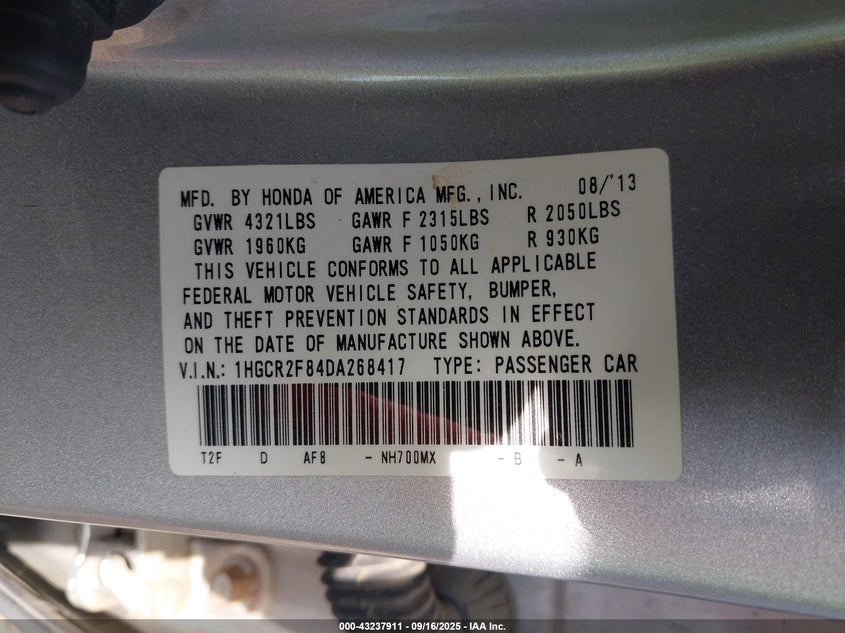 MFD. BY HONDA OF AMERICA MFG., INC. 08/'13
GVWR 4321LBS GAWR F 2315LBS R 2050LBS
GVWR 1960KG GAWR F 1050KG R 930KG
THIS VEHICLE CONFORMS TO ALL APPLICABLE
FEDERAL MOTOR VEHICLE SAFETY, BUMPER,
AND THEFT PREVENTION STANDARDS IN EFFECT
ON THE DATE OF MANUFACTURE SHOWN ABOVE.
V.I.N.: 1HGCR2F84DA268417 TYPE: PASSENGER CAR
T2F D AF8 - NH700MX - B - A
000-43237911 - 09/16/2025 - IAA Inc.